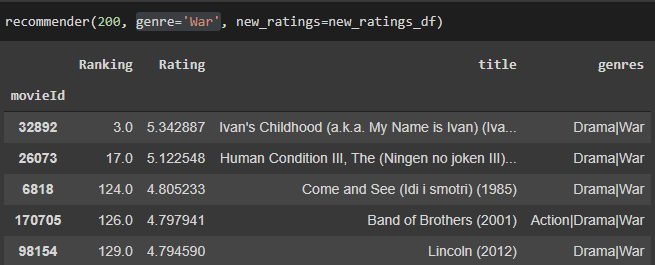 recommender(200, genre='War', new_ratings=new_ratings_df)
Ranking Rating title genres
movieId
32892 3.0 5.342887 Ivan's Childhood (a.k.a. My Name is Ivan) (Iva... Drama|War
26073 17.0 5.122548 Human Condition III, The (Ningen no joken III)... Drama|War
6818 124.0 4.805233 Come and See (Idi i smotri) (1985) Drama|War
170705 126.0 4.797941 Band of Brothers (2001) Action|Drama|War
98154 129.0 4.794590 Lincoln (2012) Drama|War